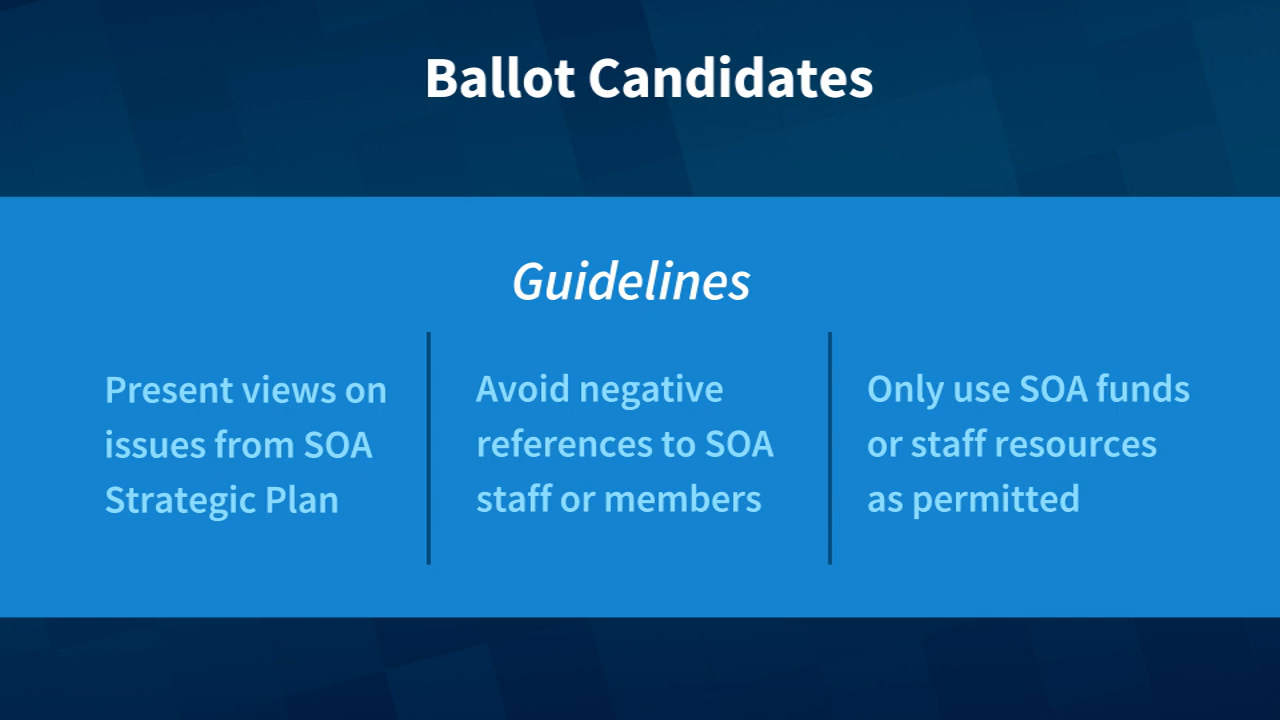 Ballot Candidates
Guidelines
Present views on
issues from SOA
Strategic Plan
Avoid negative
references to SOA
staff or members
Only use SOA funds
or staff resources
as permitted